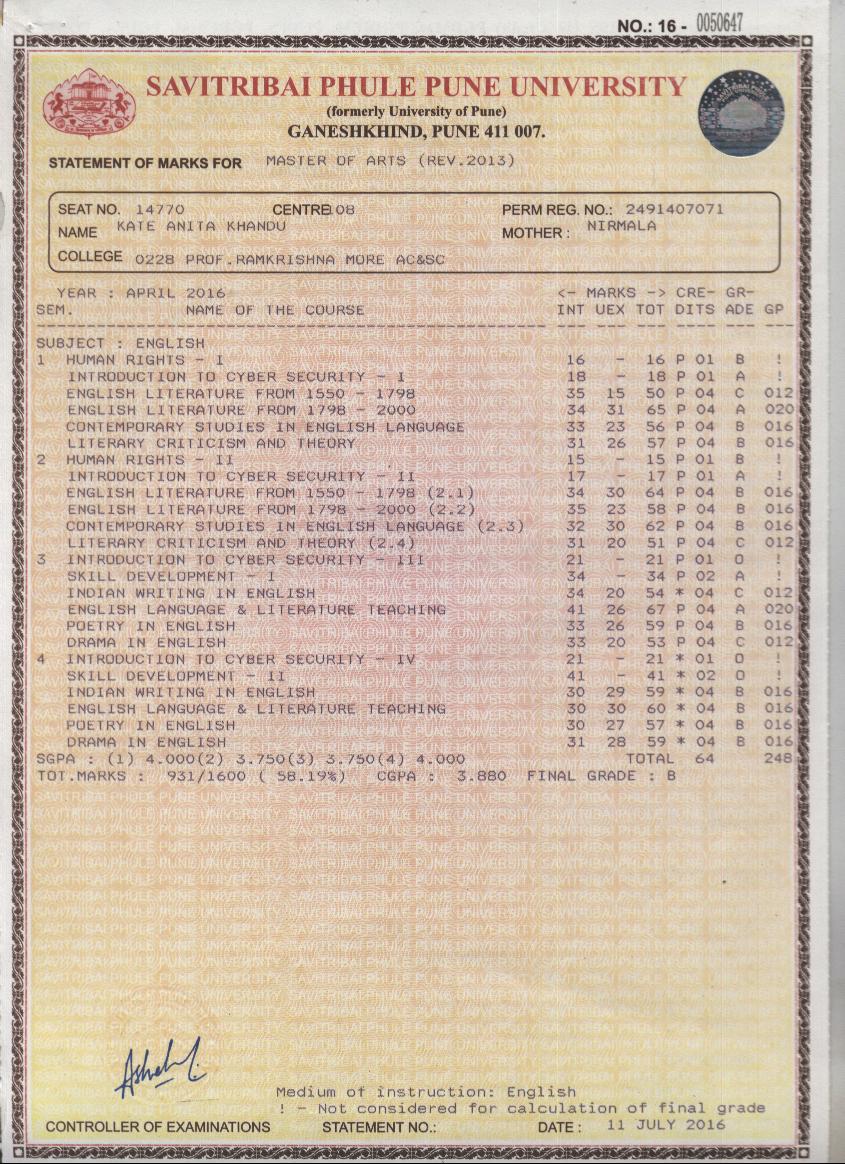 NO.: 16 - 0050647
SAVITRIBAI PHULE PUNE UNIVERSITY
(formerly University of Pune)
GANESHKHIND, PUNE 411 007.
STATEMENT OF MARKS FOR MASTER OF ARTS (REV.2013)
SEAT NO. 14770 CENTRE 108 PERM REG. NO.: 2491407071
NAME KATE ANITA KHANDU MOTHER : NIRMALA
COLLEGE 0228 PROF.RAMKRISHNA MORE AC&SC
YEAR : APRIL 2016 <- MARKS -> CRE- GR-
SEM. NAME OF THE COURSE INT UEX TOT DITS ADE GP
SUBJECT : ENGLISH
1 HUMAN RIGHTS - I 16 - 16 P 01 B !
INTRODUCTION TO CYBER SECURITY - I 18 - 18 P 01 A !
ENGLISH LITERATURE FROM 1550 - 1798 35 15 50 P 04 C 012
ENGLISH LITERATURE FROM 1798 - 2000 34 31 65 P 04 A 020
CONTEMPORARY STUDIES IN ENGLISH LANGUAGE 33 23 56 P 04 B 016
LITERARY CRITICISM AND THEORY 31 26 57 P 04 B 016
2 HUMAN RIGHTS - II 15 - 15 P 01 B !
INTRODUCTION TO CYBER SECURITY - II 17 - 17 P 01 A !
ENGLISH LITERATURE FROM 1550 - 1798 (2.1) 34 30 64 P 04 B 016
ENGLISH LITERATURE FROM 1798 - 2000 (2.2) 35 23 58 P 04 B 016
CONTEMPORARY STUDIES IN ENGLISH LANGUAGE (2.3) 32 30 62 P 04 B 016
LITERARY CRITICISM AND THEORY (2.4) 31 20 51 P 04 C 012
3 INTRODUCTION TO CYBER SECURITY - III 21 - 21 P 01 O !
SKILL DEVELOPMENT - I 34 - 34 P 02 A !
INDIAN WRITING IN ENGLISH 34 20 54 * 04 C 012
ENGLISH LANGUAGE & LITERATURE TEACHING 41 26 67 P 04 A 020
POETRY IN ENGLISH 33 26 59 P 04 B 016
DRAMA IN ENGLISH 33 20 53 P 04 C 012
4 INTRODUCTION TO CYBER SECURITY - IV 21 - 21 * 01 O !
SKILL DEVELOPMENT - II 41 - 41 * 02 O !
INDIAN WRITING IN ENGLISH 30 29 59 * 04 B 016
ENGLISH LANGUAGE & LITERATURE TEACHING 30 30 60 * 04 B 016
POETRY IN ENGLISH 30 27 57 * 04 B 016
DRAMA IN ENGLISH 31 28 59 * 04 B 016
SGPA : (1) 4.000(2) 3.750(3) 3.750(4) 4.000 TOTAL 64 248
TOT.MARKS : 931/1600 ( 58.19%) CGPA : 3.880 FINAL GRADE : B
Medium of instruction: English
! - Not considered for calculation of final grade
CONTROLLER OF EXAMINATIONS STATEMENT NO.: DATE : 11 JULY 2016